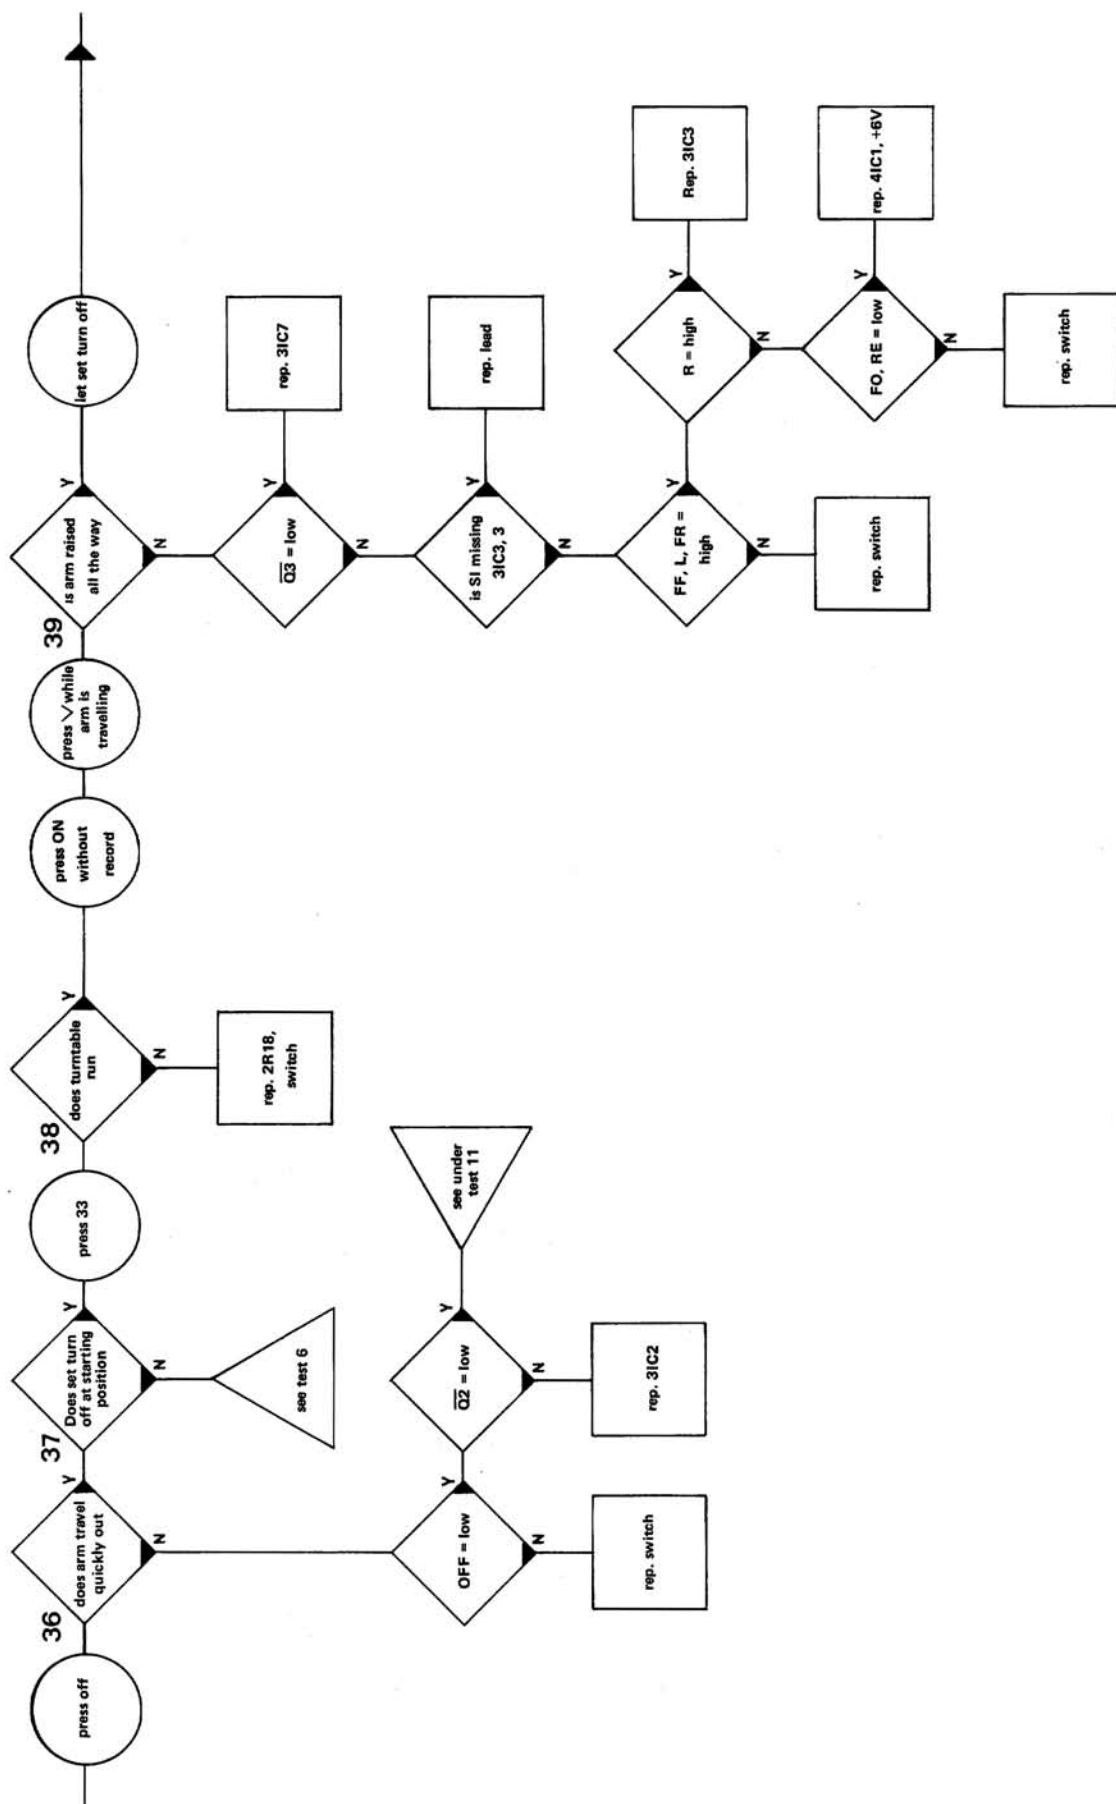 press off
36
does arm travel
quickly out
Y
N
OFF = low
Y
N
rep. switch
Q2 = low
Y
N
rep. 3IC2
see under
test 11
37
Does set turn
off at starting
position
Y
N
see test 6
press 33
38
does turntable
run
Y
N
rep. 2R18,
switch
press ON
without
record
press ∨ while
arm is
travelling
39
is arm raised
all the way
Y
N
let set turn off
Q3 = low
Y
N
rep. 3IC7
is SI missing
3IC3, 3
Y
N
rep. lead
FF, L, FR =
high
Y
N
rep. switch
R = high
Y
N
Rep. 3IC3
FO, RE = low
Y
N
rep. 4IC1, +6V
rep. switch